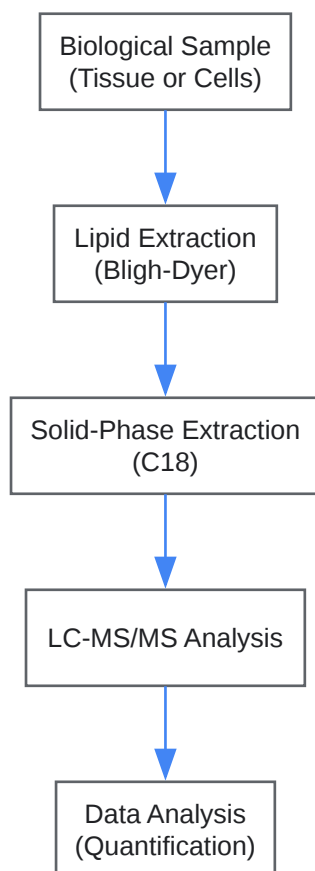 Biological Sample
(Tissue or Cells)
Lipid Extraction
(Bligh-Dyer)
Solid-Phase Extraction
(C18)
LC-MS/MS Analysis
Data Analysis
(Quantification)